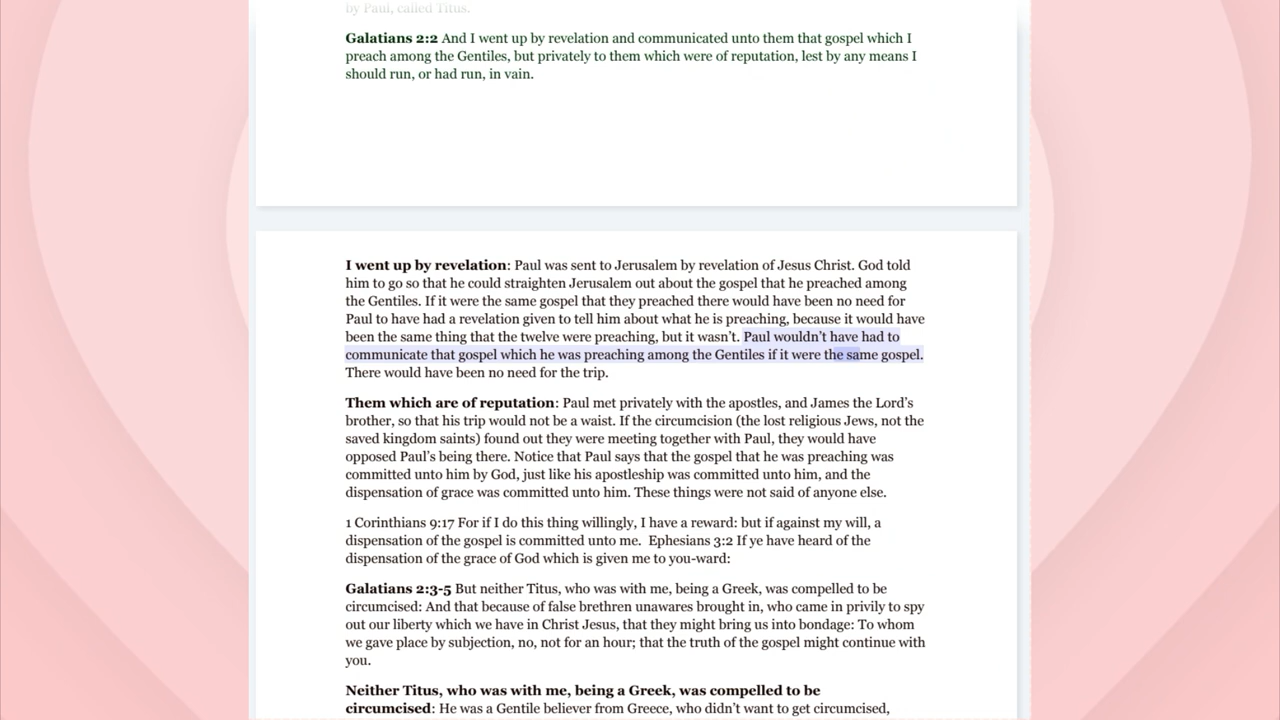 by Paul, called Titus.
Galatians 2:2 And I went up by revelation and communicated unto them that gospel which I
preach among the Gentiles, but privately to them which were of reputation, lest by any means I
should run, or had run, in vain.
I went up by revelation: Paul was sent to Jerusalem by revelation of Jesus Christ. God told
him to go so that he could straighten Jerusalem out about the gospel that he preached among
the Gentiles. If it were the same gospel that they preached there would have been no need for
Paul to have had a revelation given to tell him about what he is preaching, because it would have
been the same thing that the twelve were preaching, but it wasn't. Paul wouldn't have had to
communicate that gospel which he was preaching among the Gentiles if it were the same gospel.
There would have been no need for the trip.
Them which are of reputation: Paul met privately with the apostles, and James the Lord's
brother, so that his trip would not be a waist. If the circumcision (the lost religious Jews, not the
saved kingdom saints) found out they were meeting together with Paul, they would have
opposed Paul's being there. Notice that Paul says that the gospel that he was preaching was
committed unto him by God, just like his apostleship was committed unto him, and the
dispensation of grace was committed unto him. These things were not said of anyone else.
1 Corinthians 9:17 For if I do this thing willingly, I have a reward: but if against my will, a
dispensation of the gospel is committed unto me.  Ephesians 3:2 If ye have heard of the
dispensation of the grace of God which is given me to you-ward:
Galatians 2:3-5 But neither Titus, who was with me, being a Greek, was compelled to be
circumcised: And that because of false brethren unawares brought in, who came in privily to spy
out our liberty which we have in Christ Jesus, that they might bring us into bondage: To whom
we gave place by subjection, no, not for an hour; that the truth of the gospel might continue with
you.
Neither Titus, who was with me, being a Greek, was compelled to be
circumcised: He was a Gentile believer from Greece, who didn't want to get circumcised,